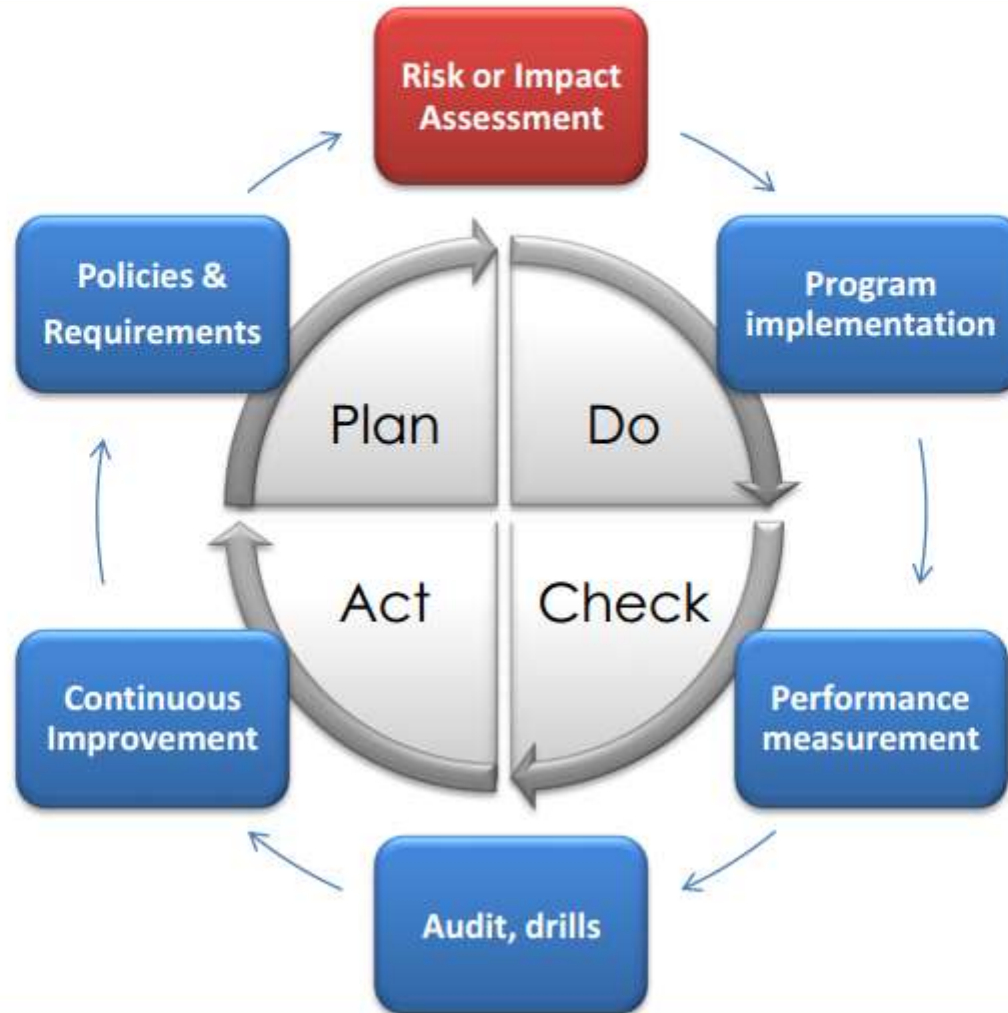 Risk or Impact
Assessment
Policies &
Requirements
Program
implementation
Plan
Do
Act
Check
Continuous
Improvement
Performance
measurement
Audit, drills